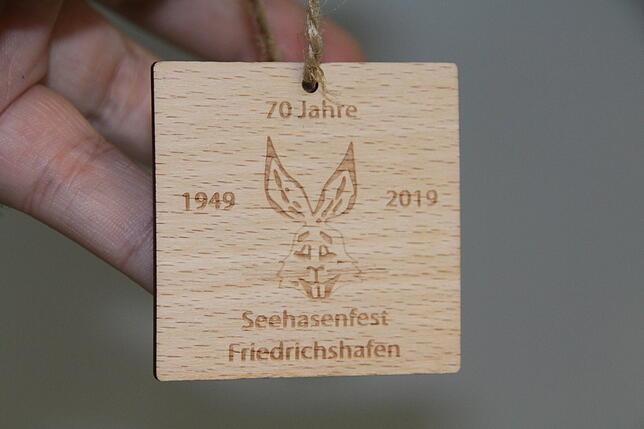 70 Jahre
1949 2019
Seehasenfest
Friedrichshafen